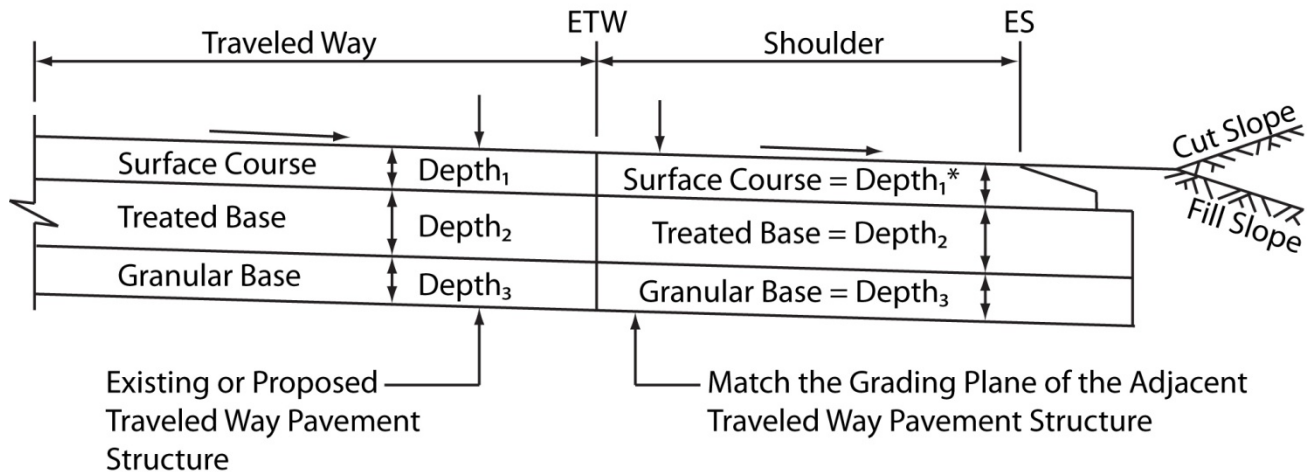 ETW
ES
Traveled Way
Shoulder
Cut Slope
Surface Course
Depth₁
Surface Course = Depth₁*
Fill Slope
Treated Base
Depth₂
Treated Base = Depth₂
Granular Base
Depth₃
Granular Base = Depth₃
Existing or Proposed
Traveled Way Pavement
Structure
Match the Grading Plane of the Adjacent
Traveled Way Pavement Structure